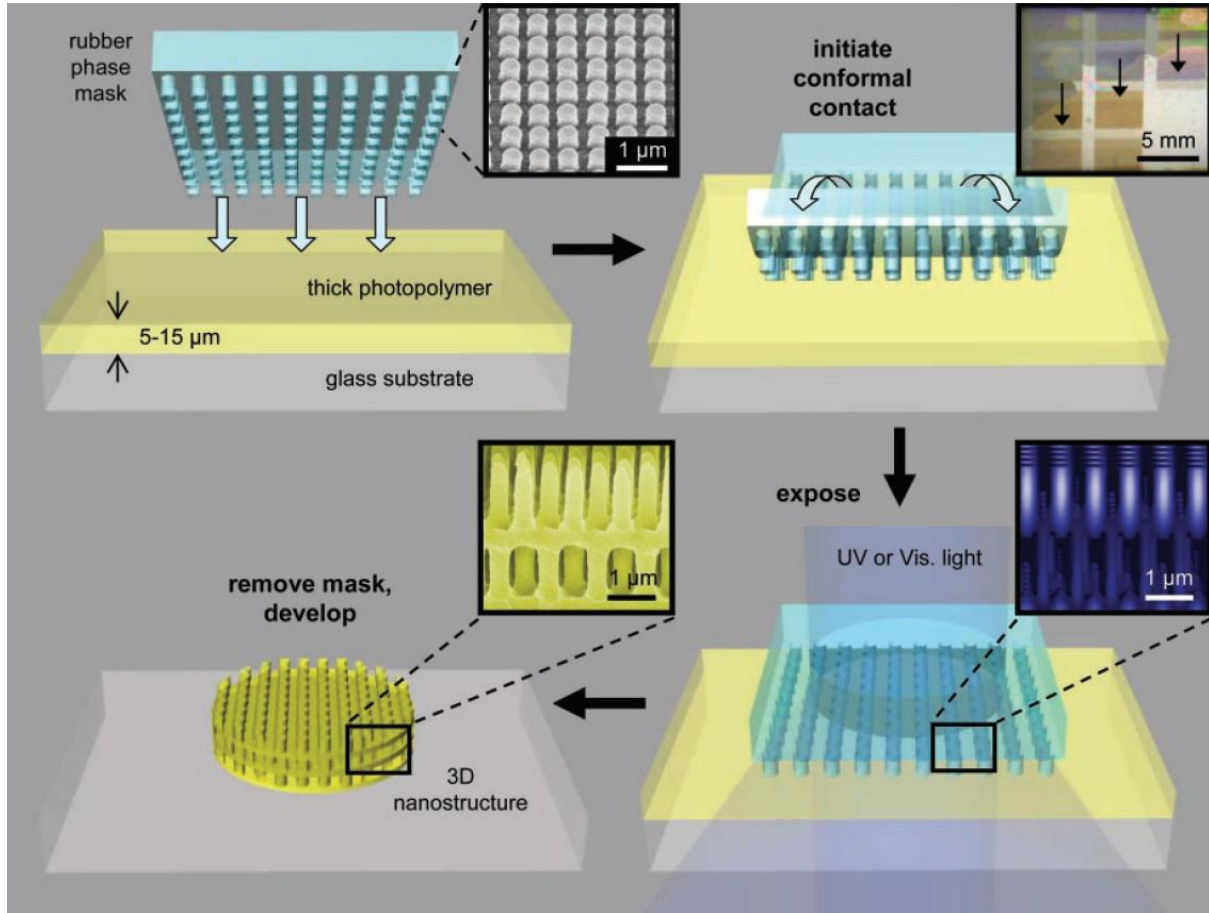 rubber
phase
mask
1 µm
initiate
conformal
contact
5 mm
thick photopolymer
5-15 µm
glass substrate
expose
UV or Vis. light
1 µm
remove mask,
develop
1 µm
3D
nanostructure